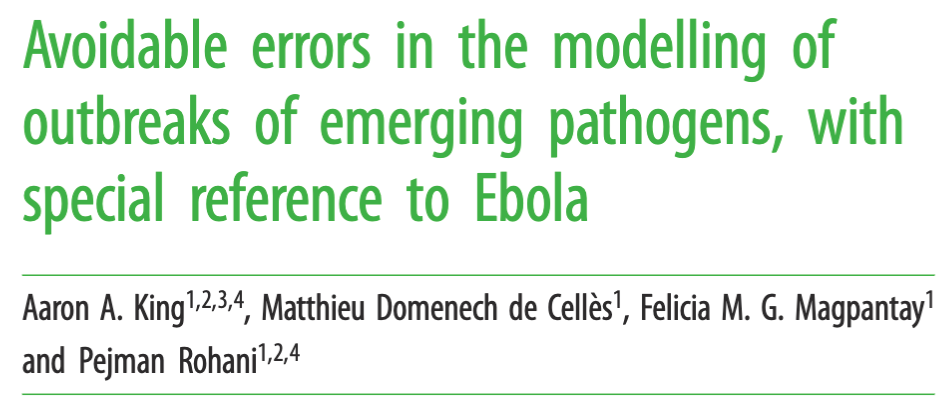 Avoidable errors in the modelling of
outbreaks of emerging pathogens, with
special reference to Ebola
Aaron A. King1,2,3,4, Matthieu Domenech de Cellès1, Felicia M. G. Magpantay1
and Pejman Rohani1,2,4